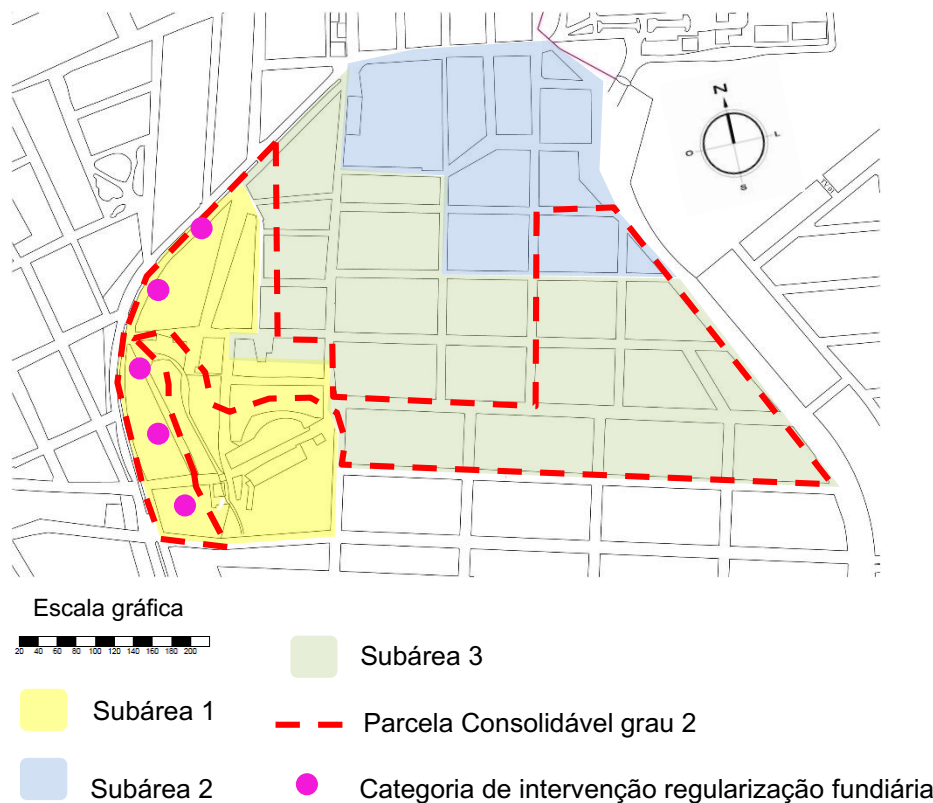 N
O
L
S
Escala gráfica
20 40 60 80 100 120 140 160 180 200
Subárea 3
Subárea 1
Parcela Consolidável grau 2
Subárea 2
Categoria de intervenção regularização fundiária